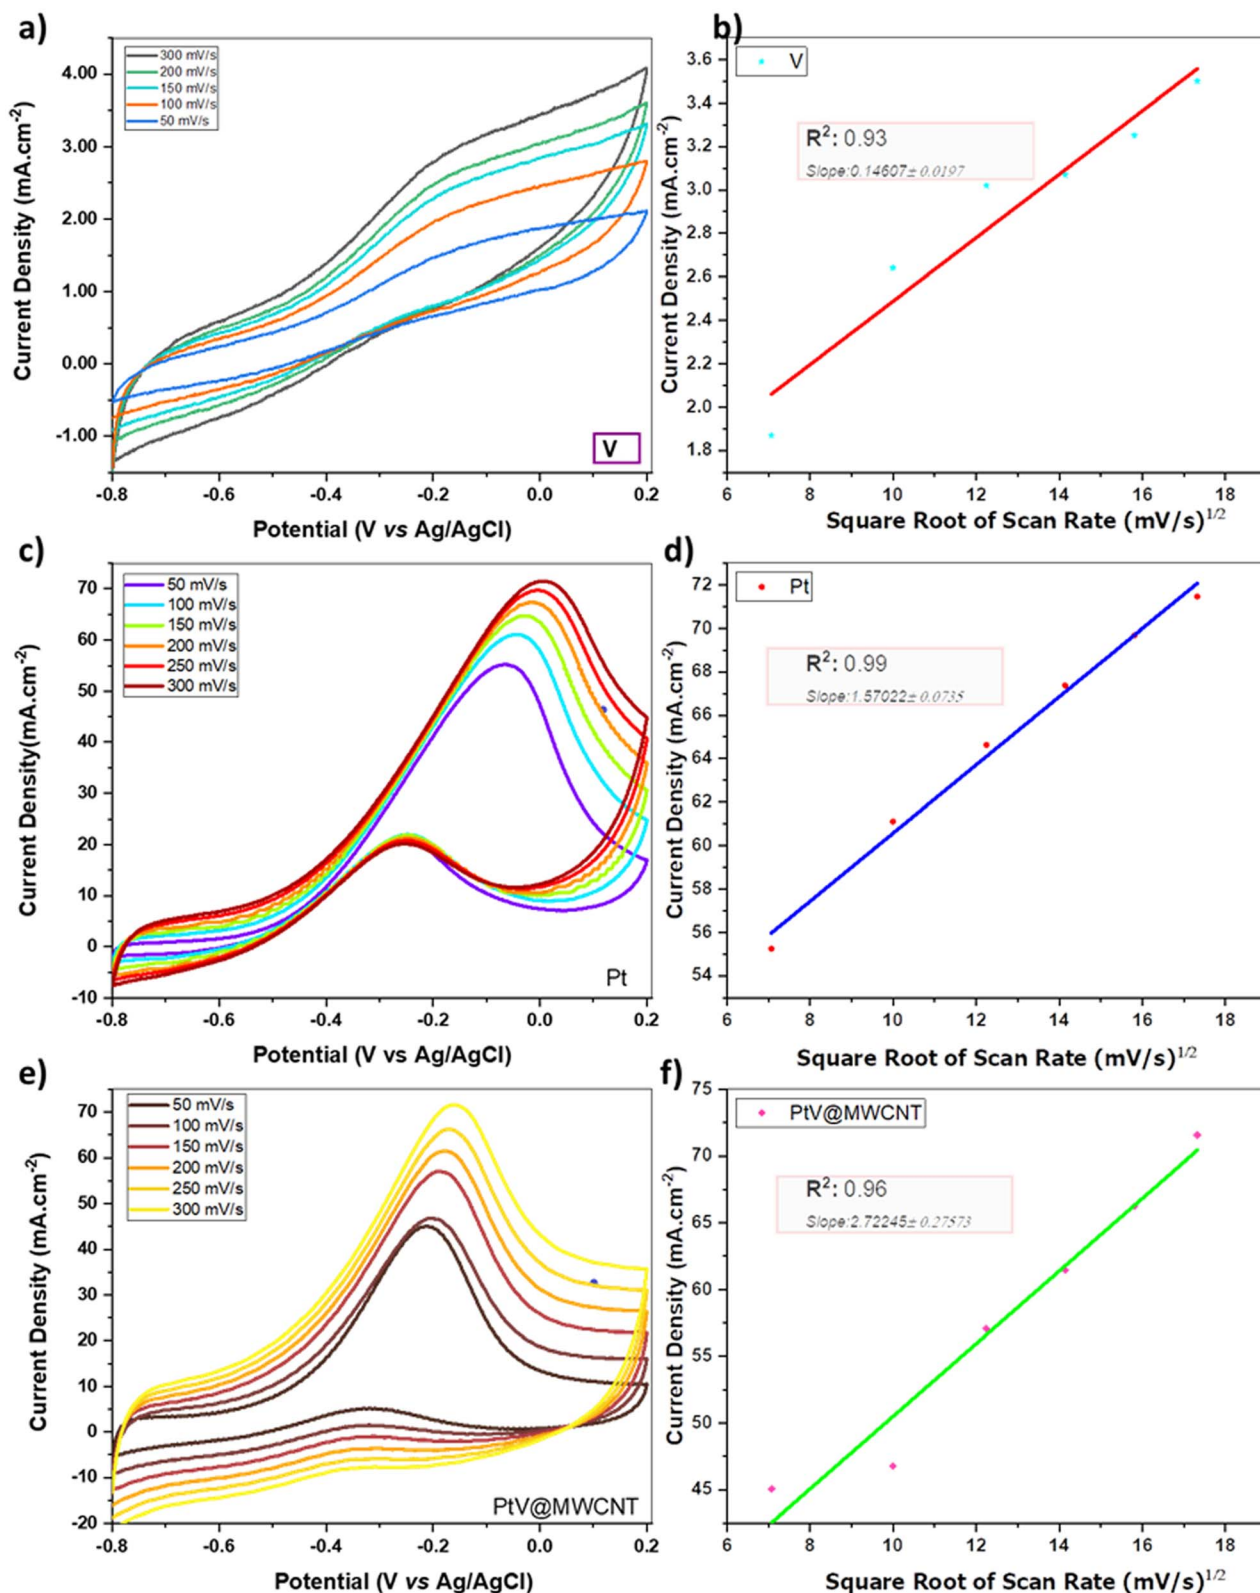 a)
300 mV/s
200 mV/s
150 mV/s
100 mV/s
50 mV/s
4.00
3.00
2.00
1.00
0.00
-1.00
Current Density (mA.cm-2)
V
-0.8 -0.6 -0.4 -0.2 0.0 0.2
Potential (V vs Ag/AgCl)
b)
V
R2: 0.93
Slope:0.14607± 0.0197
3.6
3.4
3.2
3.0
2.8
2.6
2.4
2.2
2.0
1.8
Current Density (mA.cm-2)
6 8 10 12 14 16 18
Square Root of Scan Rate (mV/s)1/2
c)
50 mV/s
100 mV/s
150 mV/s
200 mV/s
250 mV/s
300 mV/s
70
60
50
40
30
20
10
0
-10
Current Density(mA.cm-2)
Pt
-0.8 -0.6 -0.4 -0.2 0.0 0.2
Potential (V vs Ag/AgCl)
d)
Pt
R2: 0.99
Slope:1.57022± 0.0735
72
70
68
66
64
62
60
58
56
54
Current Density (mA.cm-2)
6 8 10 12 14 16 18
Square Root of Scan Rate (mV/s)1/2
e)
50 mV/s
100 mV/s
150 mV/s
200 mV/s
250 mV/s
300 mV/s
70
60
50
40
30
20
10
0
-10
-20
Current Density (mA.cm-2)
PtV@MWCNT
-0.8 -0.6 -0.4 -0.2 0.0 0.2
Potential (V vs Ag/AgCl)
f)
PtV@MWCNT
R2: 0.96
Slope:2.72245± 0.27573
75
70
65
60
55
50
45
Current Density (mA.cm-2)
6 8 10 12 14 16 18
Square Root of Scan Rate (mV/s)1/2